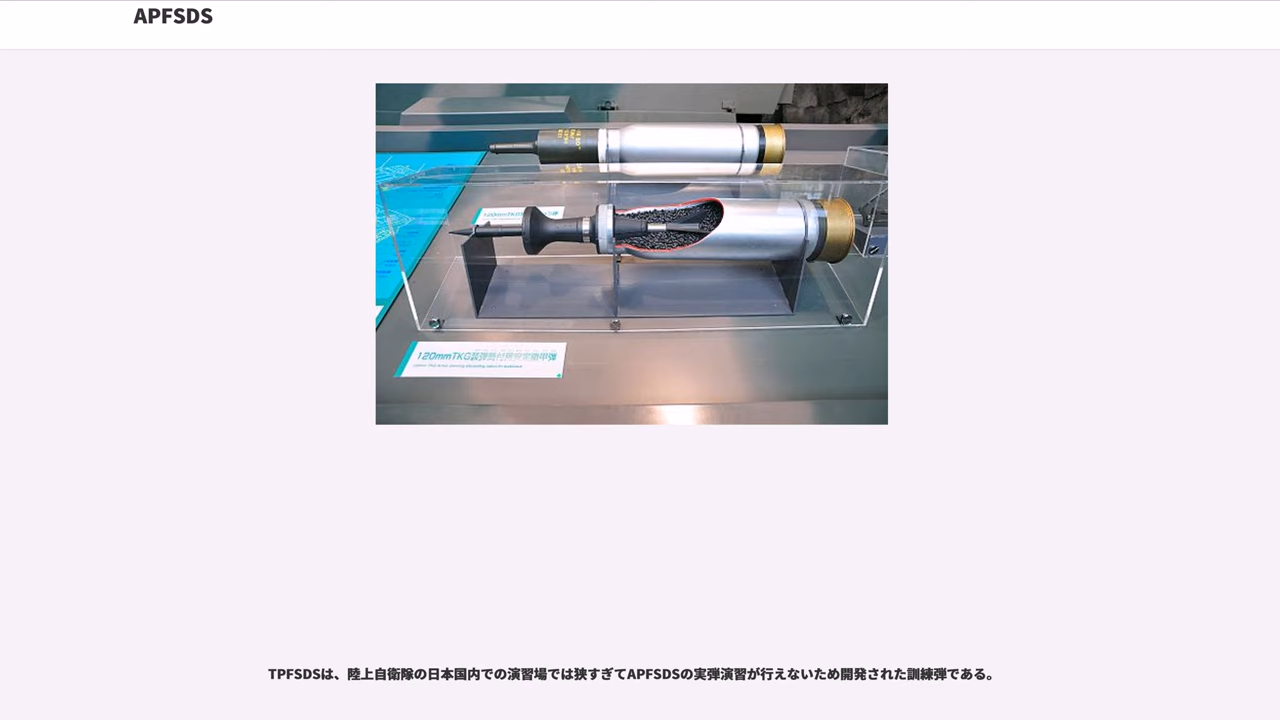 APFSDS
120mmTKG装弾筒付翼安定徹甲弾
TPFSDSは、陸上自衛隊の日本国内での演習場では狭すぎてAPFSDSの実弾演習が行えないため開発された訓練弾である。